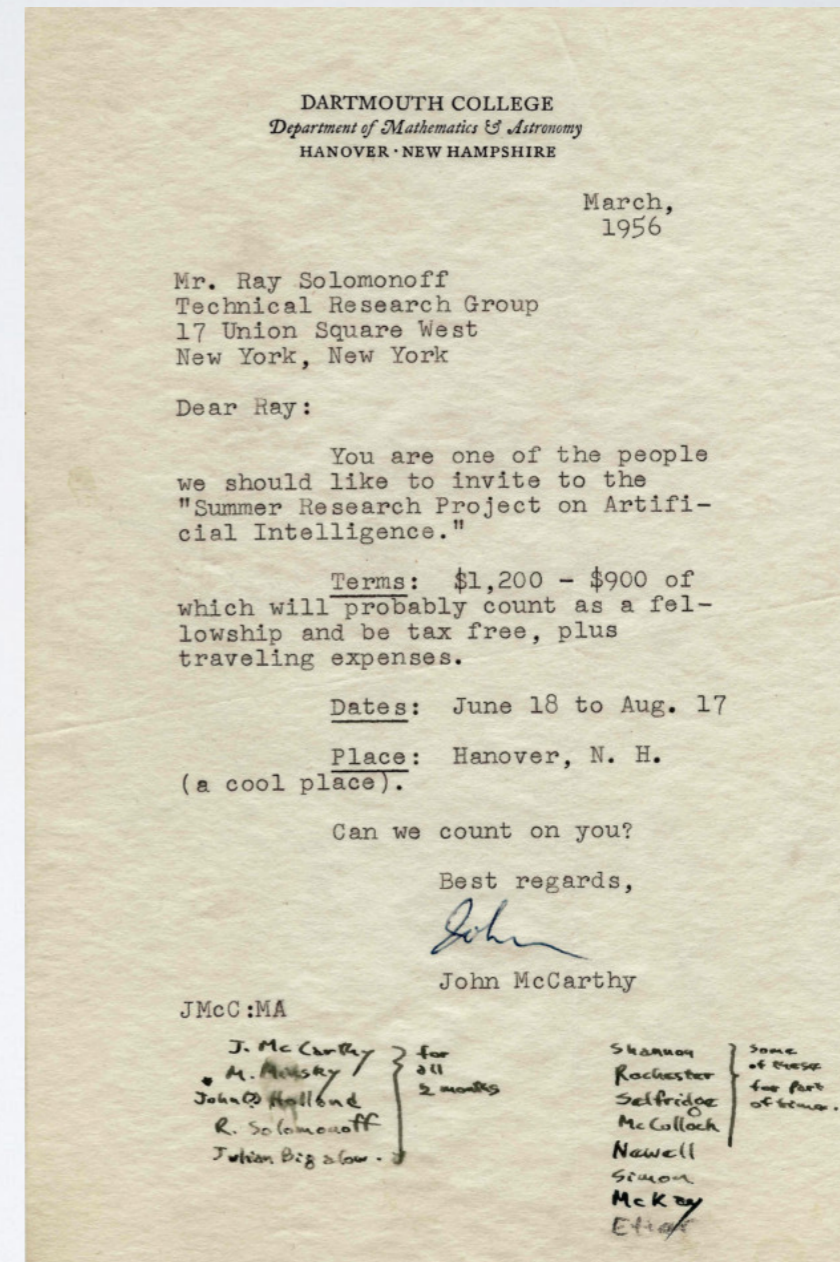 DARTMOUTH COLLEGE
Department of Mathematics & Astronomy
HANOVER · NEW HAMPSHIRE
March,
1956
Mr. Ray Solomonoff
Technical Research Group
17 Union Square West
New York, New York
Dear Ray:
You are one of the people
we should like to invite to the
"Summer Research Project on Artifi-
cial Intelligence."
Terms: $1,200 - $900 of
which will probably count as a fel-
lowship and be tax free, plus
traveling expenses.
Dates: June 18 to Aug. 17
Place: Hanover, N. H.
(a cool place).
Can we count on you?
Best regards,
John
John McCarthy
JMcC:MA
J. McCarthy
M. Minsky
John Holland
R. Solomonoff
Julian Bigelow.
for
all
2 months
Shannon
Rochester
Selfridge
McCulloch
Newell
Simon
McKay
some
of these
for part
of time.